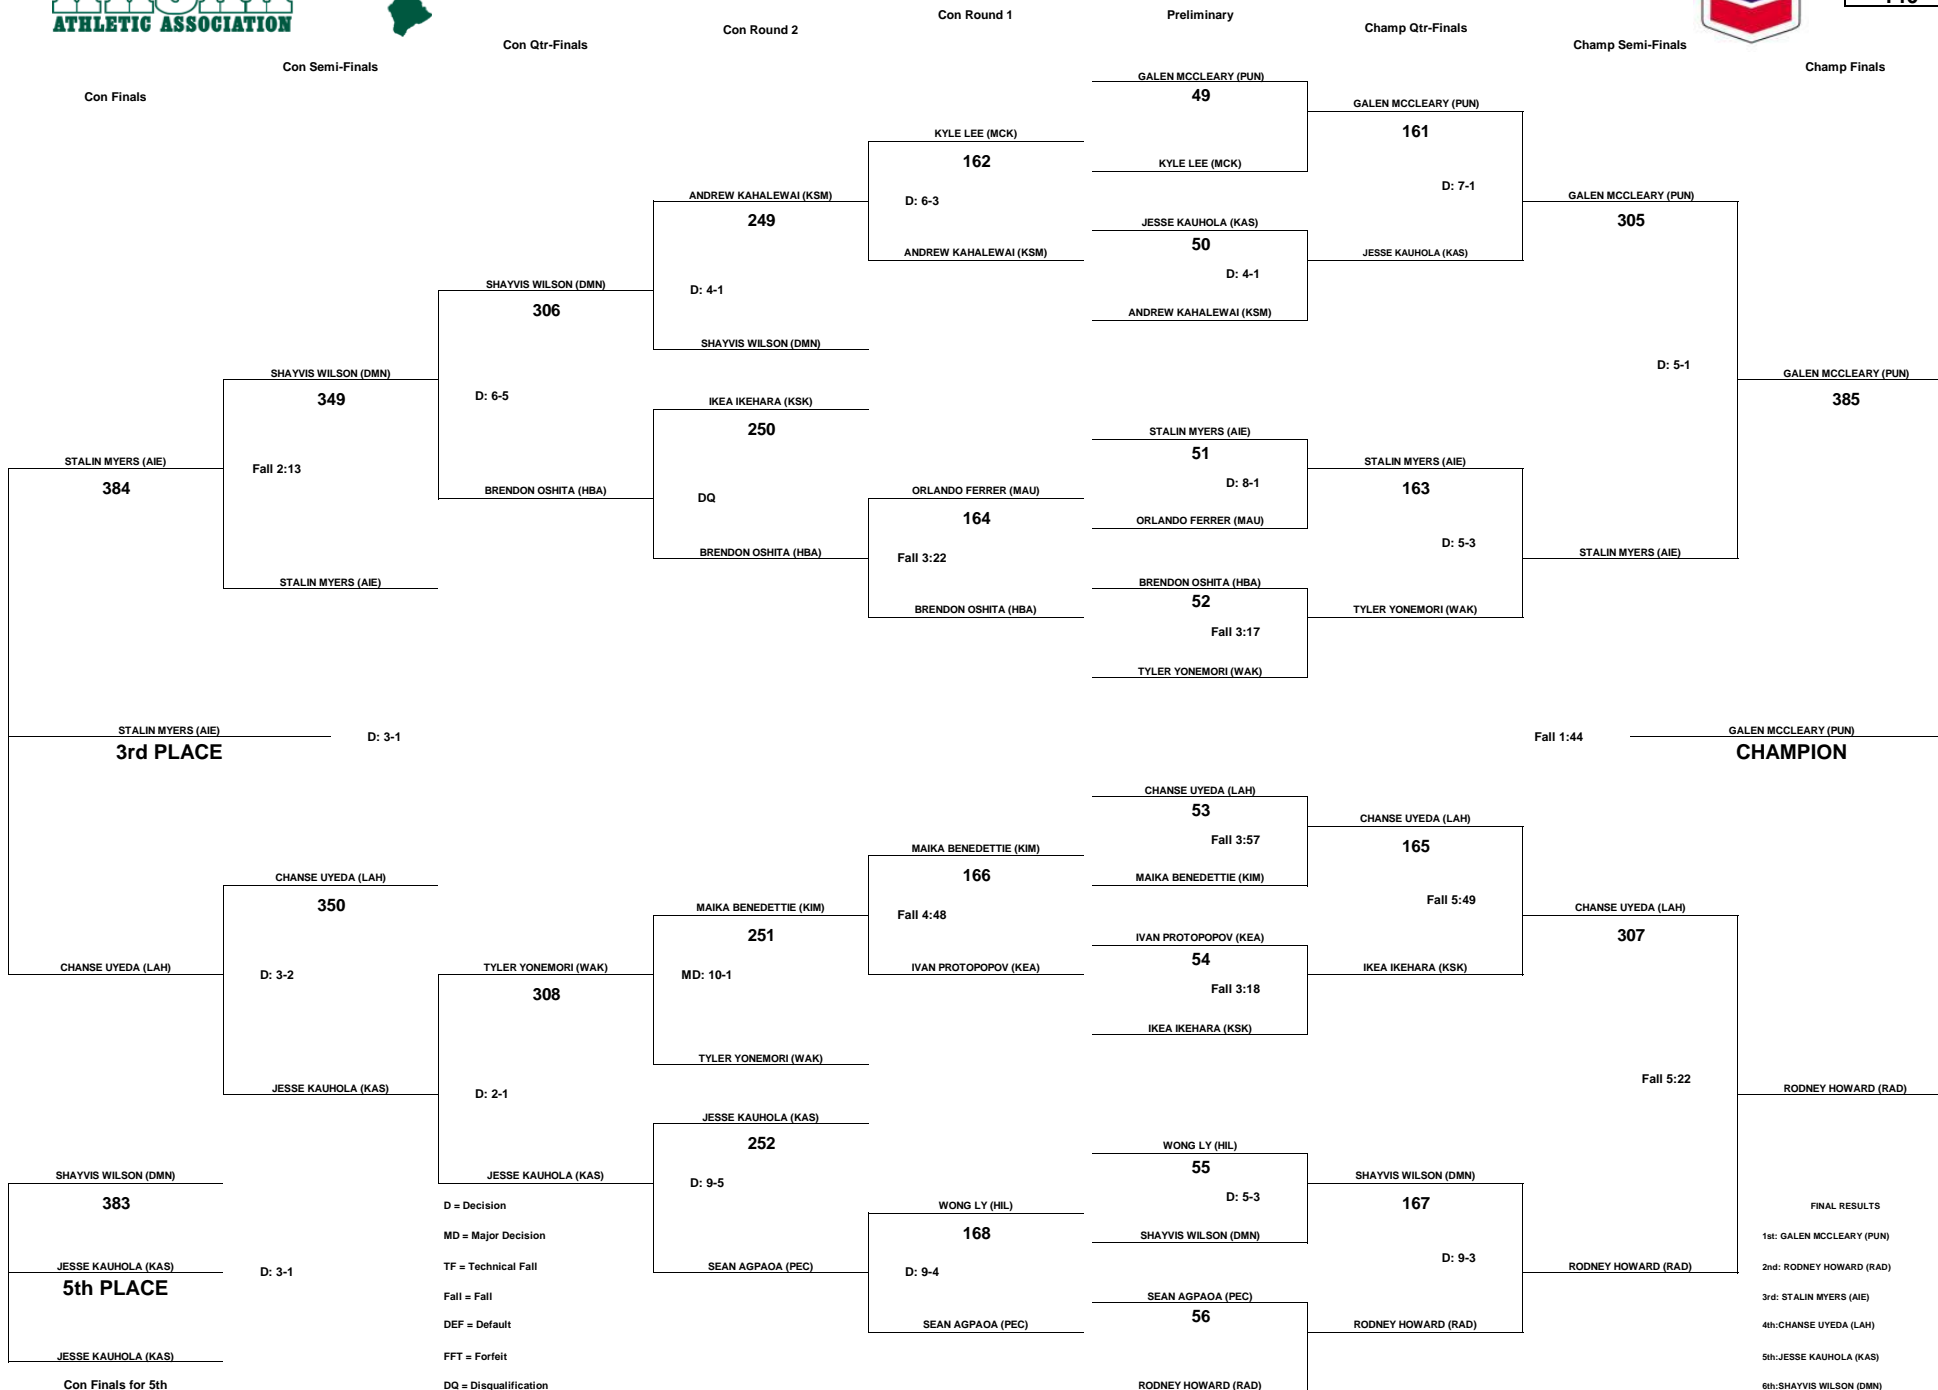 ATHLETIC ASSOCIATION
Con Finals
Con Semi-Finals
Con Qtr-Finals
Con Round 2
Con Round 1
Preliminary
Champ Qtr-Finals
Champ Semi-Finals
Champ Finals
GALEN MCCLEARY (PUN)
49
KYLE LEE (MCK)
JESSE KAUHOLA (KAS)
50
D: 4-1
ANDREW KAHALEWAI (KSM)
STALIN MYERS (AIE)
51
D: 8-1
ORLANDO FERRER (MAU)
BRENDON OSHITA (HBA)
52
Fall 3:17
TYLER YONEMORI (WAK)
CHANSE UYEDA (LAH)
53
Fall 3:57
MAIKA BENEDETTIE (KIM)
IVAN PROTOPOPOV (KEA)
54
Fall 3:18
IKEA IKEHARA (KSK)
WONG LY (HIL)
55
D: 5-3
SHAYVIS WILSON (DMN)
SEAN AGPAOA (PEC)
56
RODNEY HOWARD (RAD)
GALEN MCCLEARY (PUN)
161
D: 7-1
JESSE KAUHOLA (KAS)
STALIN MYERS (AIE)
163
D: 5-3
TYLER YONEMORI (WAK)
CHANSE UYEDA (LAH)
165
Fall 5:49
IKEA IKEHARA (KSK)
SHAYVIS WILSON (DMN)
167
D: 9-3
RODNEY HOWARD (RAD)
GALEN MCCLEARY (PUN)
305
D: 5-1
STALIN MYERS (AIE)
CHANSE UYEDA (LAH)
307
Fall 5:22
RODNEY HOWARD (RAD)
GALEN MCCLEARY (PUN)
385
Fall 1:44
GALEN MCCLEARY (PUN)
CHAMPION
RODNEY HOWARD (RAD)
KYLE LEE (MCK)
162
D: 6-3
ANDREW KAHALEWAI (KSM)
ORLANDO FERRER (MAU)
164
Fall 3:22
BRENDON OSHITA (HBA)
MAIKA BENEDETTIE (KIM)
166
Fall 4:48
IVAN PROTOPOPOV (KEA)
WONG LY (HIL)
168
D: 9-4
SEAN AGPAOA (PEC)
ANDREW KAHALEWAI (KSM)
249
D: 4-1
SHAYVIS WILSON (DMN)
IKEA IKEHARA (KSK)
250
DQ
BRENDON OSHITA (HBA)
MAIKA BENEDETTIE (KIM)
251
MD: 10-1
TYLER YONEMORI (WAK)
JESSE KAUHOLA (KAS)
252
D: 9-5
SEAN AGPAOA (PEC)
SHAYVIS WILSON (DMN)
306
D: 6-5
BRENDON OSHITA (HBA)
TYLER YONEMORI (WAK)
308
D: 2-1
JESSE KAUHOLA (KAS)
SHAYVIS WILSON (DMN)
349
Fall 2:13
STALIN MYERS (AIE)
CHANSE UYEDA (LAH)
350
D: 3-2
JESSE KAUHOLA (KAS)
STALIN MYERS (AIE)
384
STALIN MYERS (AIE)
3rd PLACE
D: 3-1
CHANSE UYEDA (LAH)
SHAYVIS WILSON (DMN)
383
JESSE KAUHOLA (KAS)
5th PLACE
D: 3-1
JESSE KAUHOLA (KAS)
Con Finals for 5th
D = Decision
MD = Major Decision
TF = Technical Fall
Fall = Fall
DEF = Default
FFT = Forfeit
DQ = Disqualification
FINAL RESULTS
1st: GALEN MCCLEARY (PUN)
2nd: RODNEY HOWARD (RAD)
3rd: STALIN MYERS (AIE)
4th:CHANSE UYEDA (LAH)
5th:JESSE KAUHOLA (KAS)
6th:SHAYVIS WILSON (DMN)